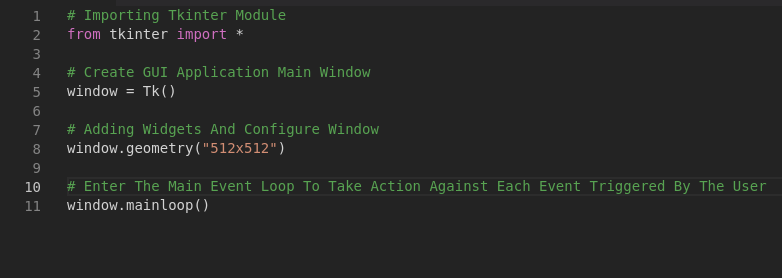 1 # Importing Tkinter Module
2 from tkinter import *
3
4 # Create GUI Application Main Window
5 window = Tk()
6
7 # Adding Widgets And Configure Window
8 window.geometry("512x512")
9
10 # Enter The Main Event Loop To Take Action Against Each Event Triggered By The User
11 window.mainloop()